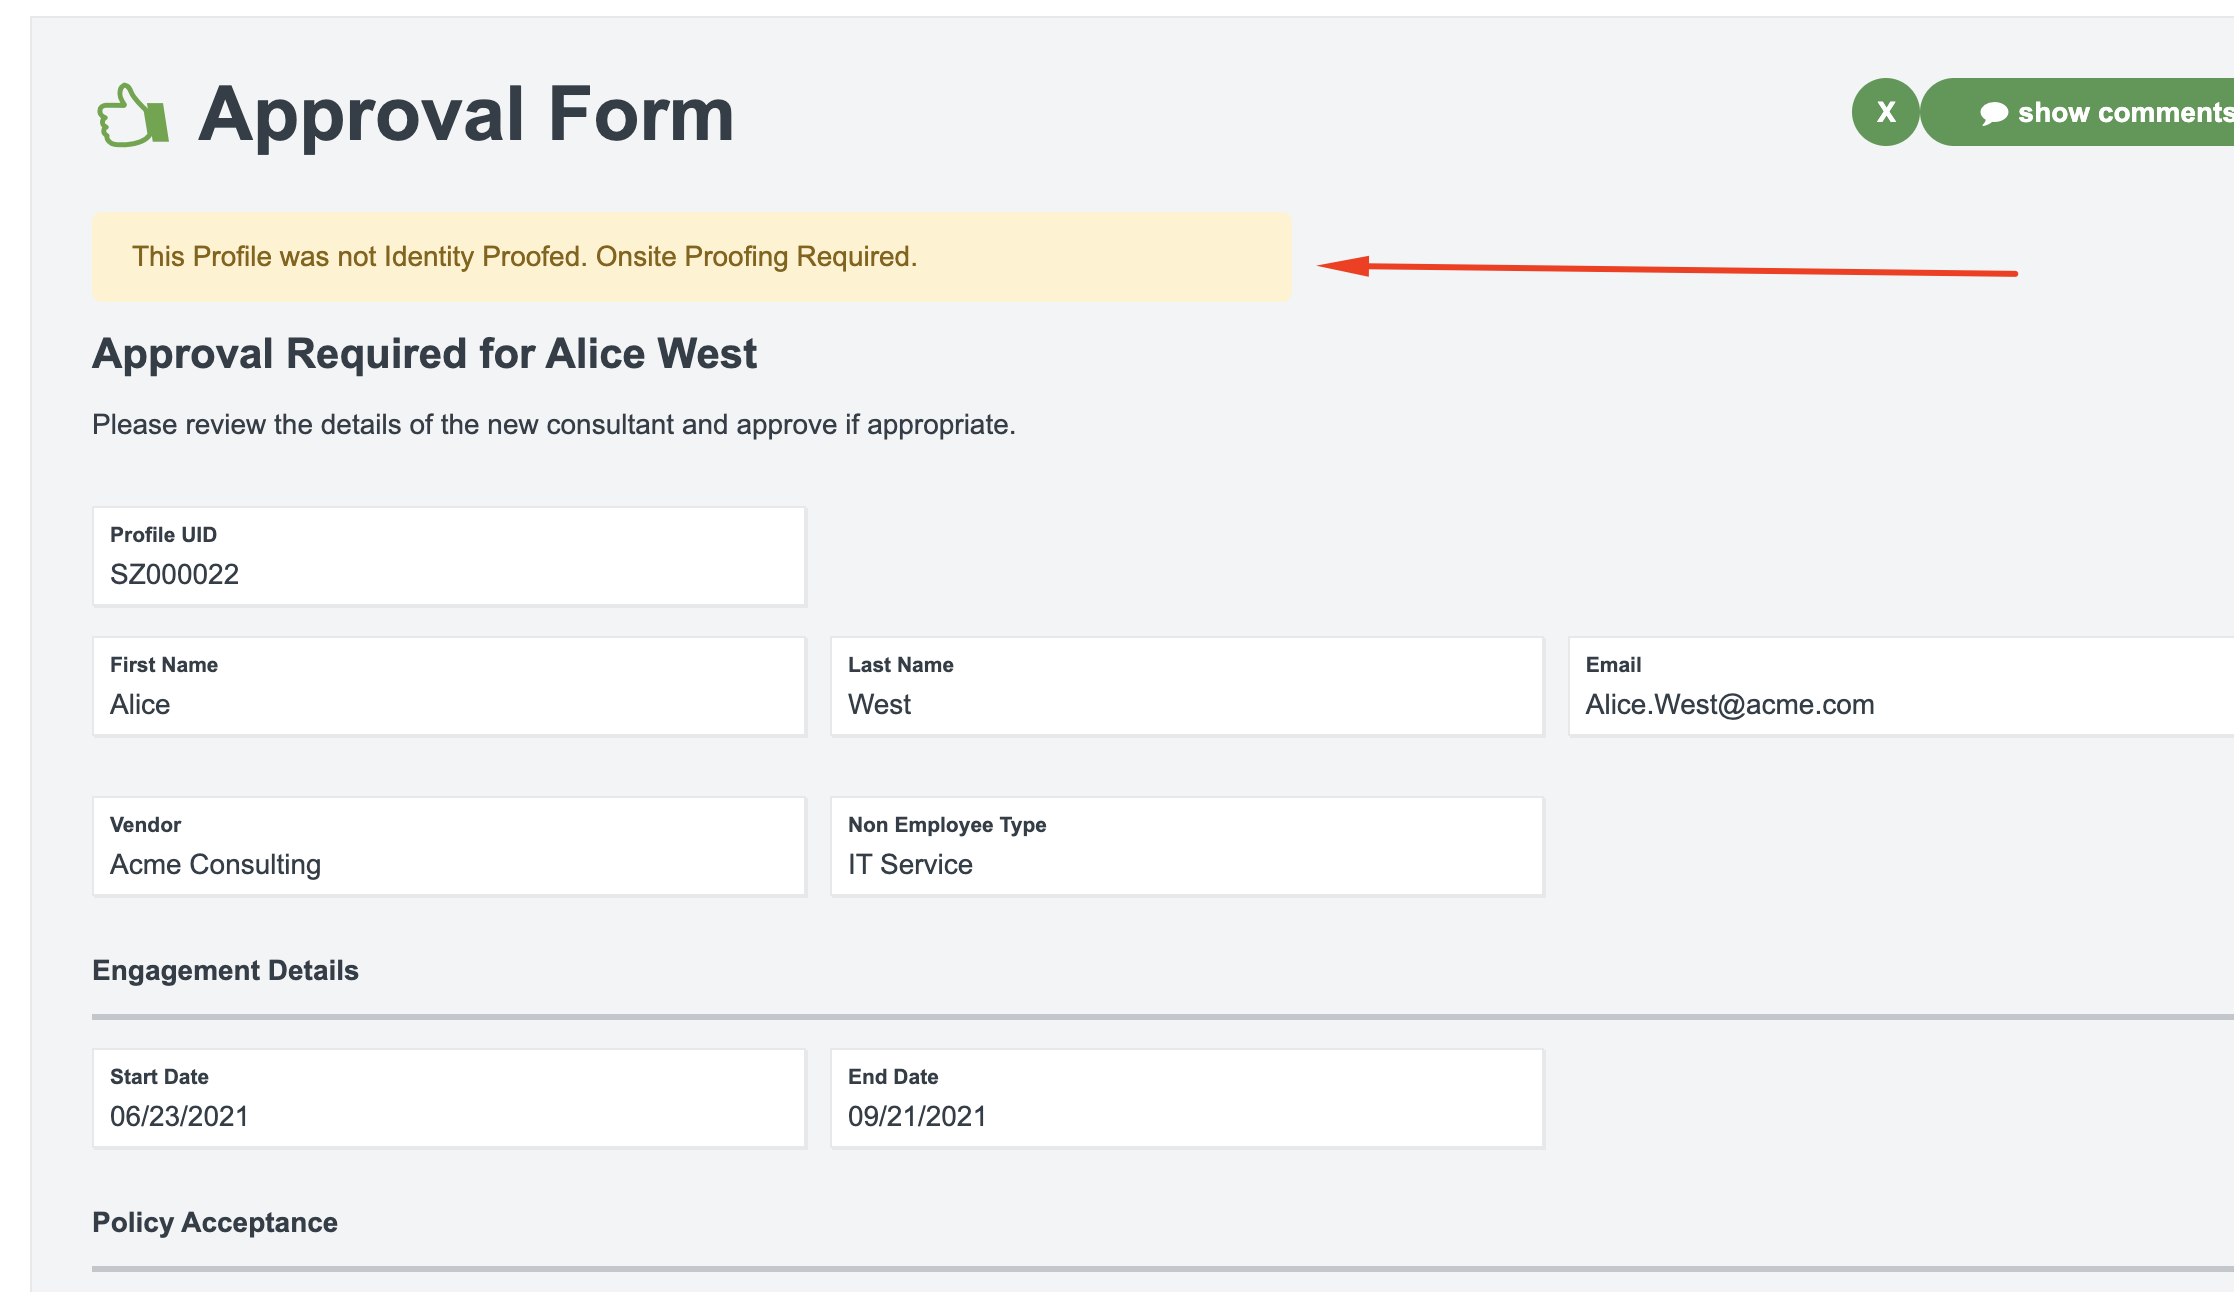 Approval Form
X
show comments
This Profile was not Identity Proofed. Onsite Proofing Required.
Approval Required for Alice West
Please review the details of the new consultant and approve if appropriate.
Profile UID
SZ000022
First Name
Alice
Last Name
West
Email
Alice.West@acme.com
Vendor
Acme Consulting
Non Employee Type
IT Service
Engagement Details
Start Date
06/23/2021
End Date
09/21/2021
Policy Acceptance